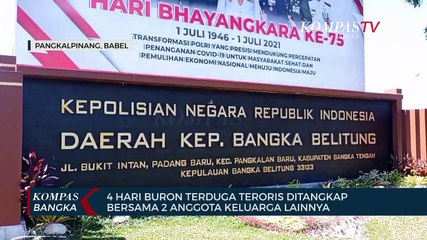 PANGKALPINANG, BABEL
KOMPASTV
HARI BHAYANGKARA KE-75
1 JULI 1946 - 1 JULI 2021
TRANSFORMASI POLRI YANG PRESISI MENDUKUNG PERCEPATAN
PENANGANAN COVID-19 UNTUK MASYARAKAT SEHAT DAN
PEMULIHAN EKONOMI NASIONAL MENUJU INDONESIA MAJU
KEPOLISIAN NEGARA REPUBLIK INDONESIA
DAERAH KEP. BANGKA BELITUNG
JL. BUKIT INTAN, PADANG BARU, KEC. PANGKALAN BARU, KABUPATEN BANGKA TENGAH
KEPULAUAN BANGKA BELITUNG 33123
KOMPAS
BANGKA
4 HARI BURON TERDUGA TERORIS DITANGKAP
BERSAMA 2 ANGGOTA KELUARGA LAINNYA